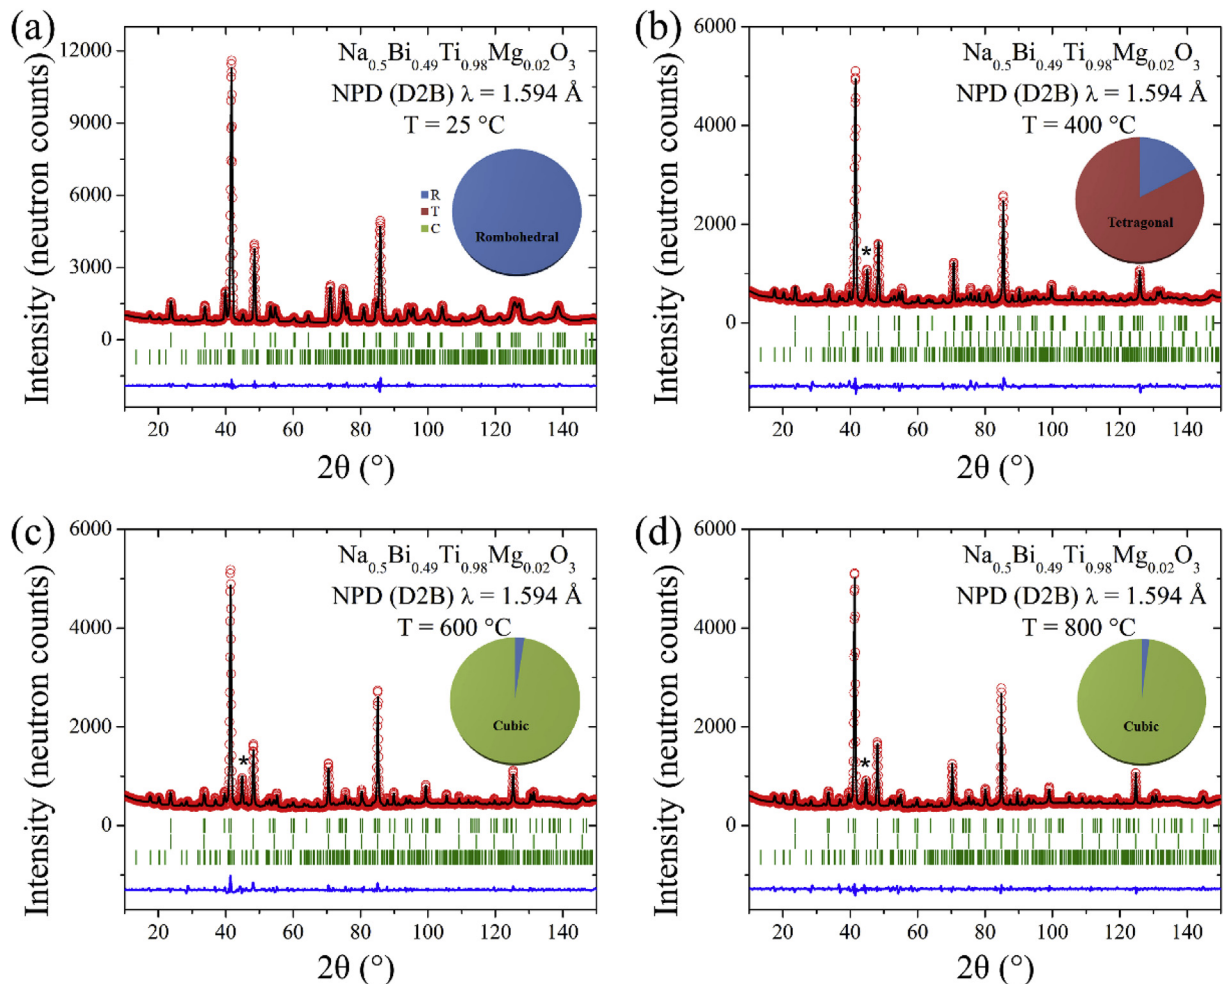 (a)
Na0.5Bi0.49Ti0.98Mg0.02O3
NPD (D2B) λ = 1.594 Å
T = 25 °C
R
T
C
Rombohedral
Intensity (neutron counts)
12000
9000
6000
3000
0
20 40 60 80 100 120 140
2θ (°)
(b)
Na0.5Bi0.49Ti0.98Mg0.02O3
NPD (D2B) λ = 1.594 Å
T = 400 °C
Tetragonal
*
Intensity (neutron counts)
6000
4000
2000
0
20 40 60 80 100 120 140
2θ (°)
(c)
Na0.5Bi0.49Ti0.98Mg0.02O3
NPD (D2B) λ = 1.594 Å
T = 600 °C
Cubic
*
Intensity (neutron counts)
6000
4000
2000
0
20 40 60 80 100 120 140
2θ (°)
(d)
Na0.5Bi0.49Ti0.98Mg0.02O3
NPD (D2B) λ = 1.594 Å
T = 800 °C
Cubic
*
Intensity (neutron counts)
6000
4000
2000
0
20 40 60 80 100 120 140
2θ (°)